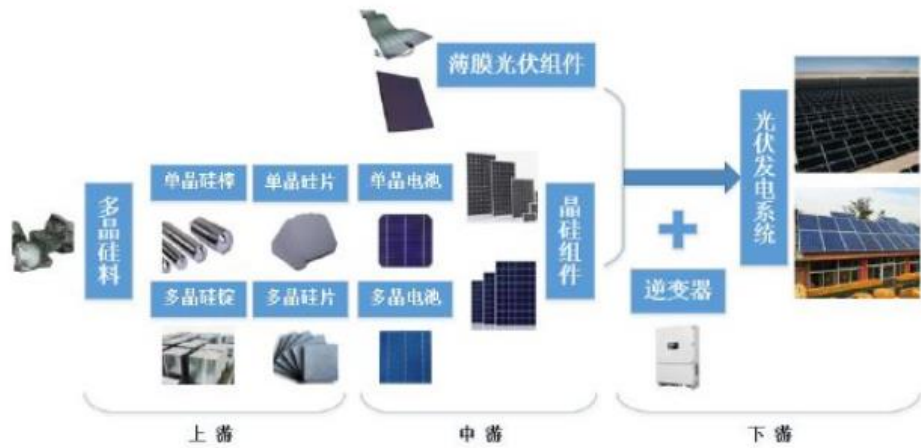 薄膜光伏组件
多晶硅料
单晶硅棒
单晶硅片
单晶电池
多晶硅锭
多晶硅片
多晶电池
晶硅组件
逆变器
光伏发电系统
上游
中游
下游